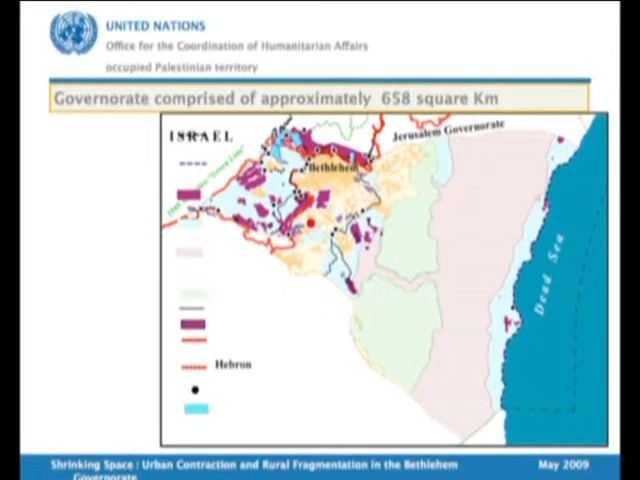 UNITED NATIONS
Office for the Coordination of Humanitarian Affairs
occupied Palestinian territory
Governorate comprised of approximately 658 square Km
ISRAEL
Jerusalem Governorate
"Green Line"
Bethlehem
Dead Sea
Hebron
Shrinking Space : Urban Contraction and Rural Fragmentation in the Bethlehem
Governorate
May 2009